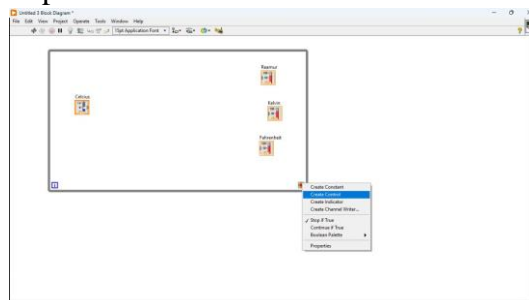 Untitled 3 Block Diagram *
File Edit View Project Operate Tools Window Help
15pt Application Font
Reamur
Celcius
Kelvin
Fahrenheit
i
Create Constant
Create Control
Create Indicator
Create Channel Writer...
✓ Stop if True
Continue if True
Boolean Palette
Properties